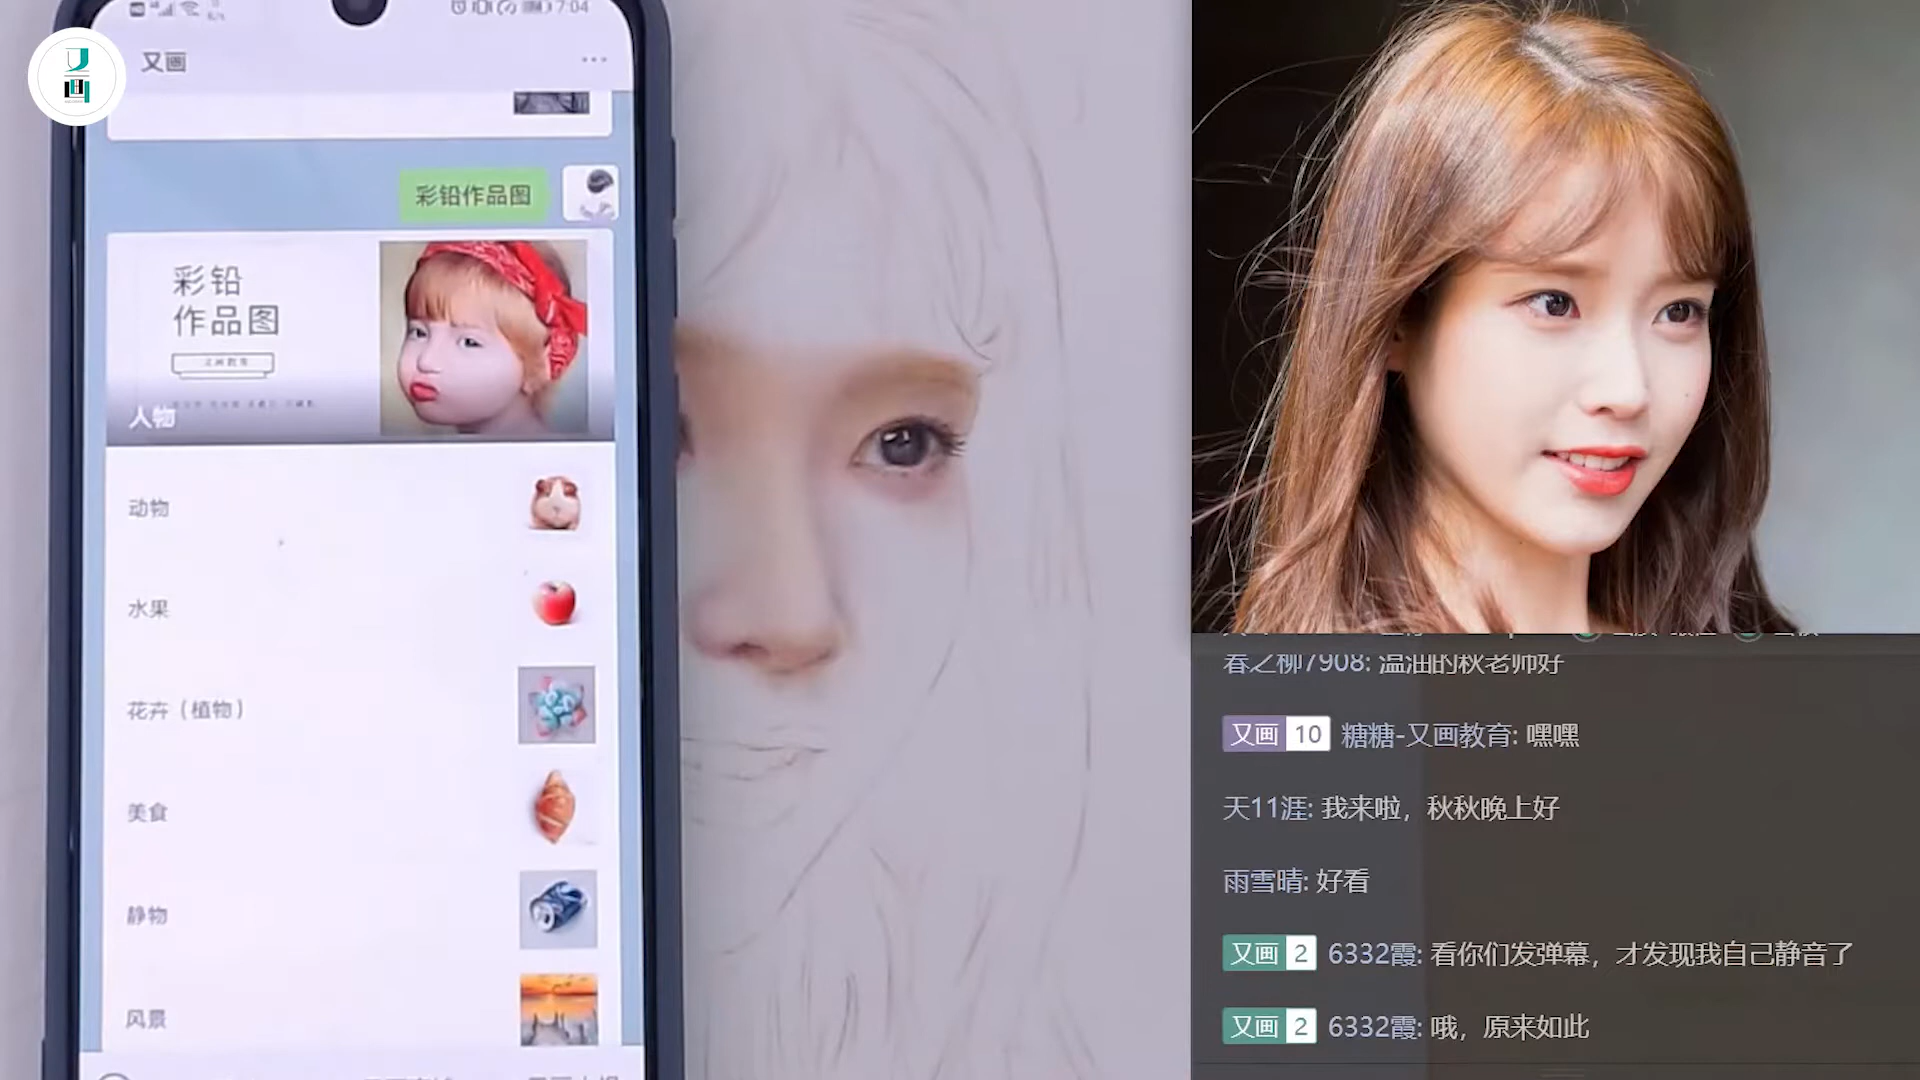 7:04
又画
彩铅作品图
彩铅
作品图
人物
动物
水果
花卉（植物）
美食
静物
风景
春之柳7908: 温油的秋老师好
又画 10 糖糖-又画教育: 嘿嘿
天11涯: 我来啦，秋秋晚上好
雨雪晴: 好看
又画 2 6332霞: 看你们发弹幕，才发现我自己静音了
又画 2 6332霞: 哦，原来如此